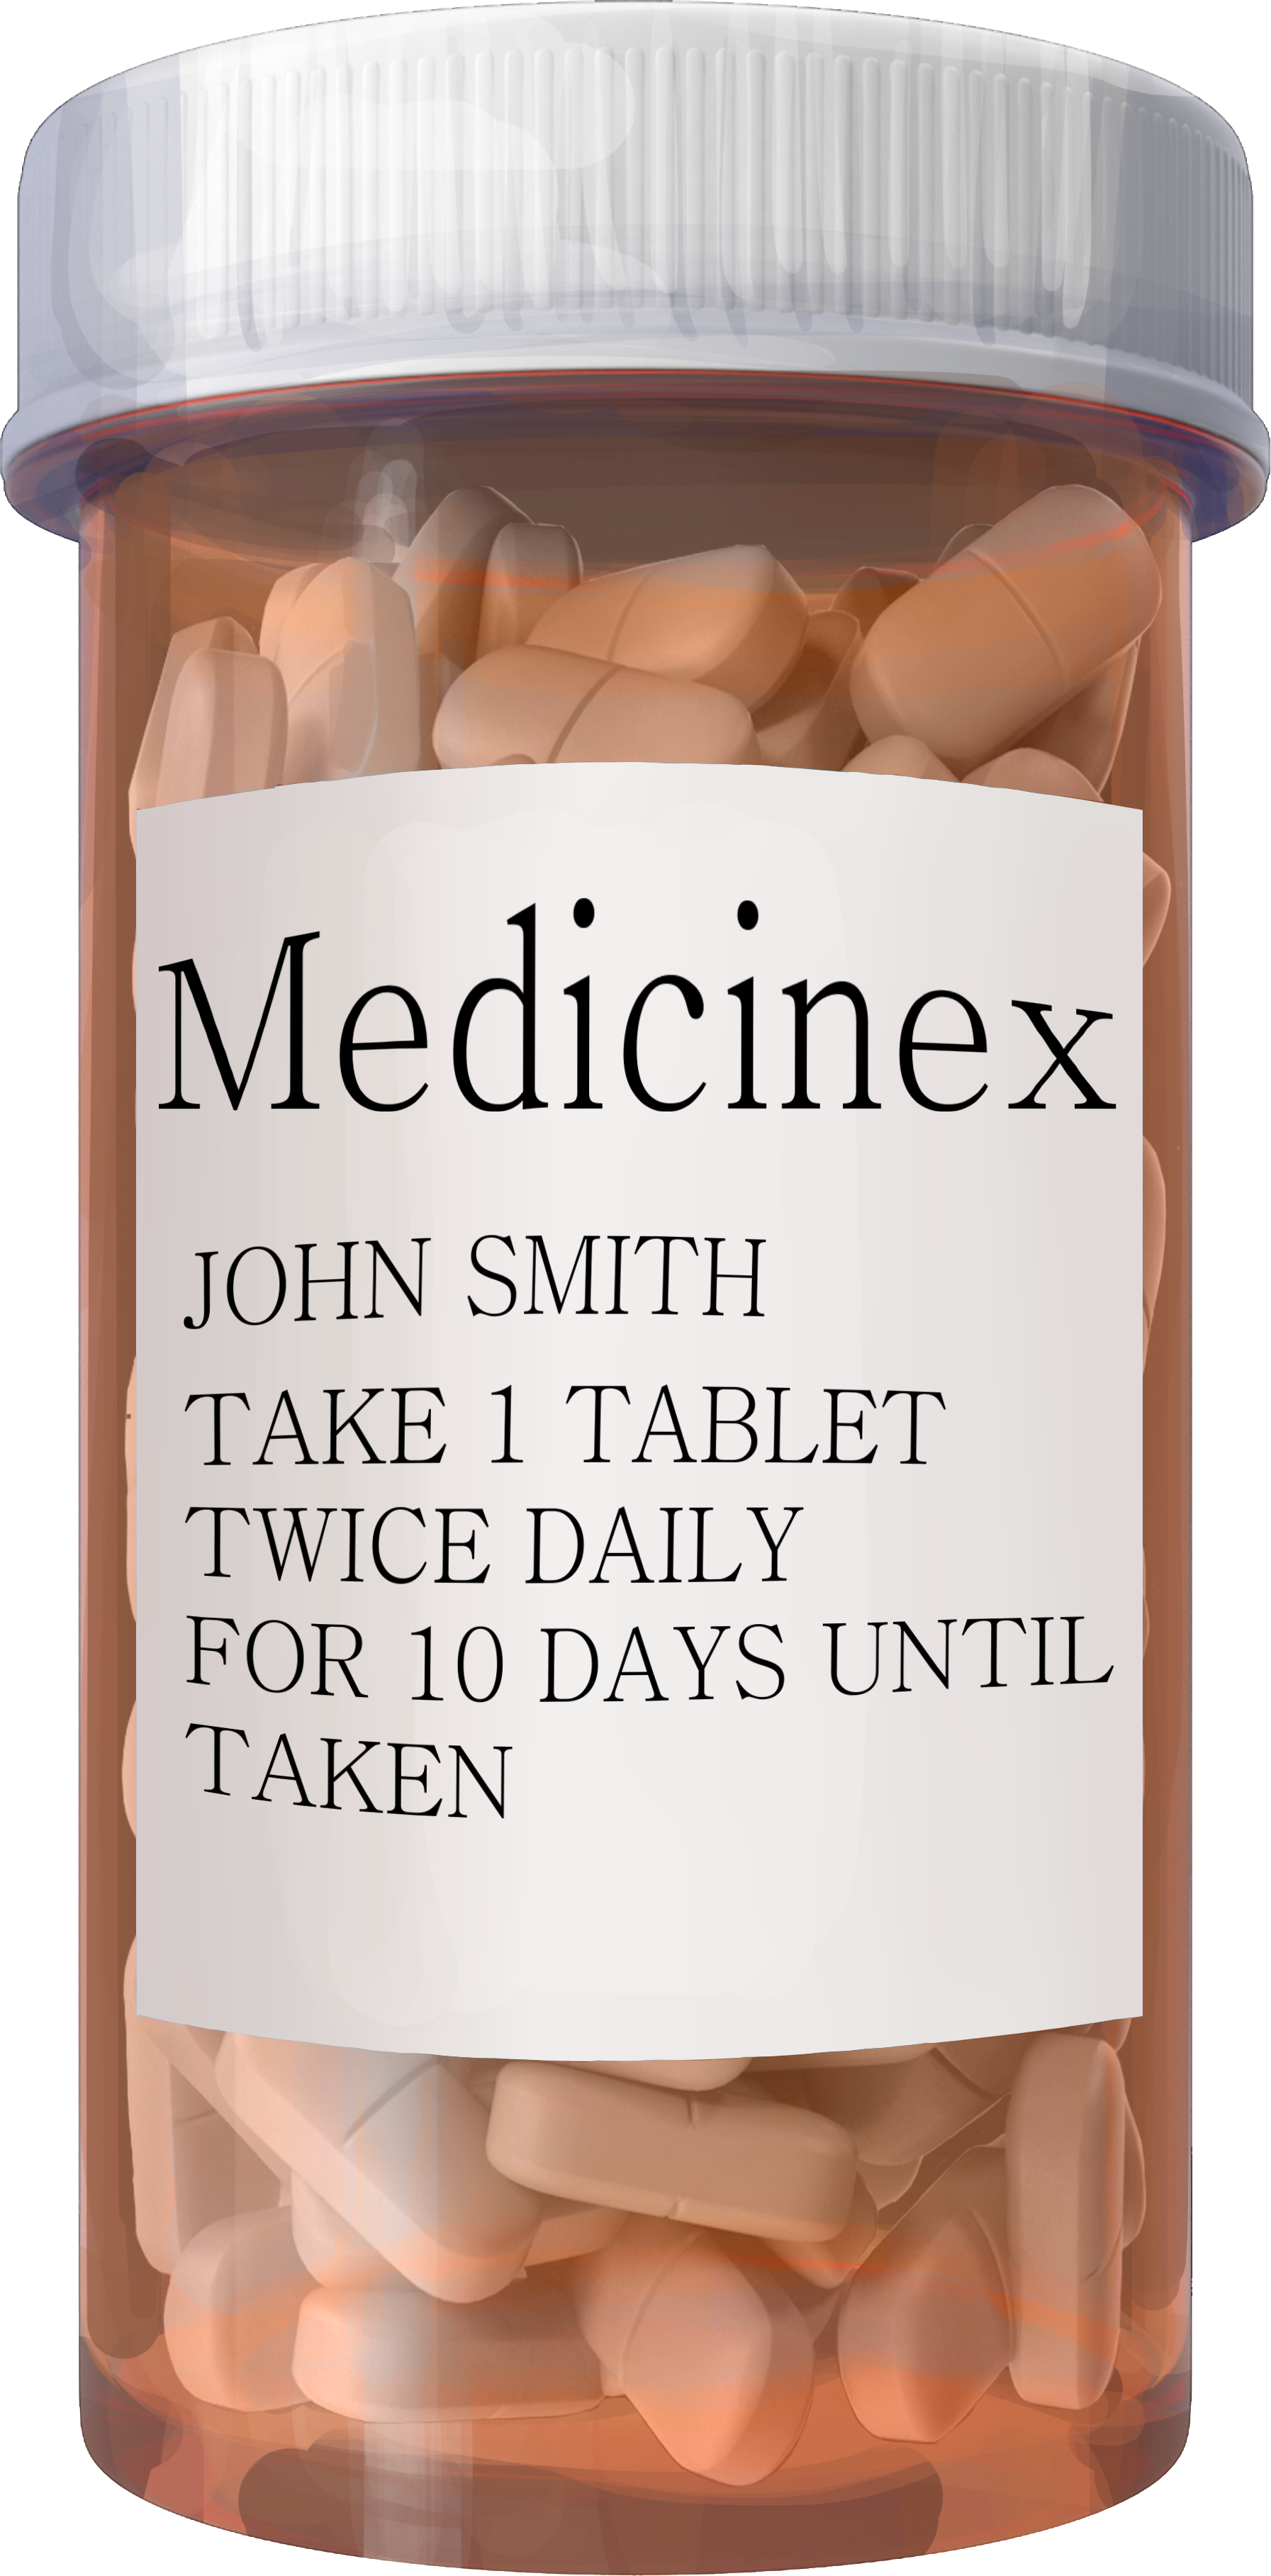 Medicinex
JOHN SMITH
TAKE 1 TABLET
TWICE DAILY
FOR 10 DAYS UNTIL
TAKEN